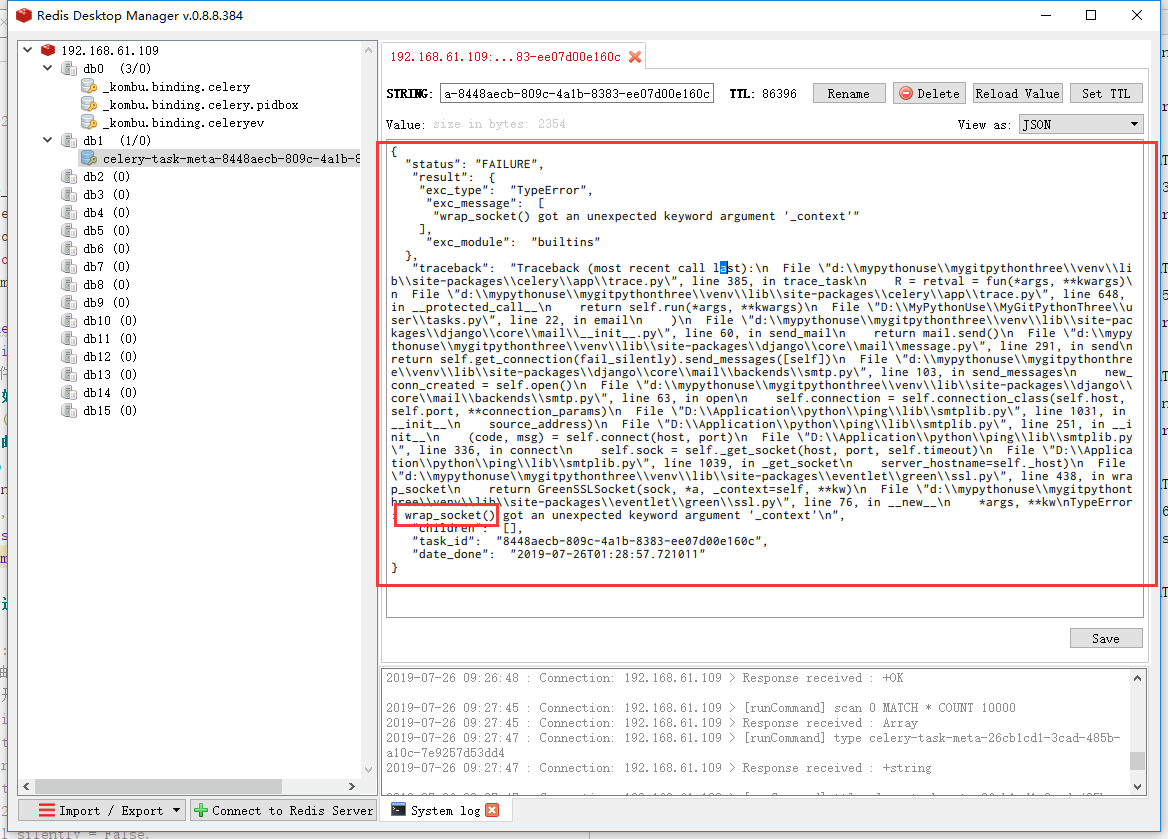 Redis Desktop Manager v.0.8.8.384
192.168.61.109
db0 (3/0)
_kombu.binding.celery
_kombu.binding.celery.pidbox
_kombu.binding.celeryev
db1 (1/0)
celery-task-meta-8448aecb-809c-4a1b-8
db2 (0)
db3 (0)
db4 (0)
db5 (0)
db6 (0)
db7 (0)
db8 (0)
db9 (0)
db10 (0)
db11 (0)
db12 (0)
db13 (0)
db14 (0)
db15 (0)
Import / Export
Connect to Redis Server
192.168.61.109:...83-ee07d00e160c
STRING: a-8448aecb-809c-4a1b-8383-ee07d00e160c TTL: 86396 Rename Delete Reload Value Set TTL
Value: size in bytes: 2354 View as: JSON
{
"status": "FAILURE",
"result": {
"exc_type": "TypeError",
"exc_message": [
"wrap_socket() got an unexpected keyword argument '_context'"
],
"exc_module": "builtins"
},
"traceback": "Traceback (most recent call last):\n File \"d:\\mypythonuse\\mygitpythonthree\\venv\\li
b\\site-packages\\celery\\app\\trace.py\", line 385, in trace_task\n R = retval = fun(*args, **kwargs)\
n File \"d:\\mypythonuse\\mygitpythonthree\\venv\\lib\\site-packages\\celery\\app\\trace.py\", line 648,
in __protected_call__\n return self.run(*args, **kwargs)\n File \"D:\\MyPythonUse\\MyGitPythonThree\\u
ser\\tasks.py\", line 22, in email\n )\n File \"d:\\mypythonuse\\mygitpythonthree\\venv\\lib\\site-pac
kages\\django\\core\\mail\\__init__.py\", line 60, in send_mail\n return mail.send()\n File \"d:\\myp
ythonuse\\mygitpythonthree\\venv\\lib\\site-packages\\django\\core\\mail\\message.py\", line 291, in send\n
return self.get_connection(fail_silently).send_messages([self])\n File \"d:\\mypythonuse\\mygitpythonthre
e\\venv\\lib\\site-packages\\django\\core\\mail\\backends\\smtp.py\", line 103, in send_messages\n new_
conn_created = self.open()\n File \"d:\\mypythonuse\\mygitpythonthree\\venv\\lib\\site-packages\\django\\
core\\mail\\backends\\smtp.py\", line 63, in open\n self.connection = self.connection_class(self.host,
self.port, **connection_params)\n File \"D:\\Application\\python\\ping\\lib\\smtplib.py\", line 1031, in
__init__\n source_address)\n File \"D:\\Application\\python\\ping\\lib\\smtplib.py\", line 251, in __i
nit__\n (code, msg) = self.connect(host, port)\n File \"D:\\Application\\python\\ping\\lib\\smtplib.py
\", line 336, in connect\n self.sock = self._get_socket(host, port, self.timeout)\n File \"D:\\Applica
tion\\python\\ping\\lib\\smtplib.py\", line 1039, in _get_socket\n server_hostname=self._host)\n File \
"d:\\mypythonuse\\mygitpythonthree\\venv\\lib\\site-packages\\eventlet\\green\\ssl.py\", line 438, in wra
p_socket\n return GreenSSLSocket(sock, *a, _context=self, **kw)\n File \"d:\\mypythonuse\\mygitpythont
hree\\venv\\lib\\site-packages\\eventlet\\green\\ssl.py\", line 76, in __new__\n *args, **kw\nTypeError
: wrap_socket() got an unexpected keyword argument '_context'\n",
"children": [],
"task_id": "8448aecb-809c-4a1b-8383-ee07d00e160c",
"date_done": "2019-07-26T01:28:57.721011"
}
Save
2019-07-26 09:26:48 : Connection: 192.168.61.109 > Response received : +OK
2019-07-26 09:27:45 : Connection: 192.168.61.109 > [runCommand] scan 0 MATCH * COUNT 10000
2019-07-26 09:27:45 : Connection: 192.168.61.109 > Response received : Array
2019-07-26 09:27:47 : Connection: 192.168.61.109 > [runCommand] type celery-task-meta-26cb1cd1-3cad-485b-
a10c-7e9257d53dd4
2019-07-26 09:27:47 : Connection: 192.168.61.109 > Response received : +string
System log
silently = False,